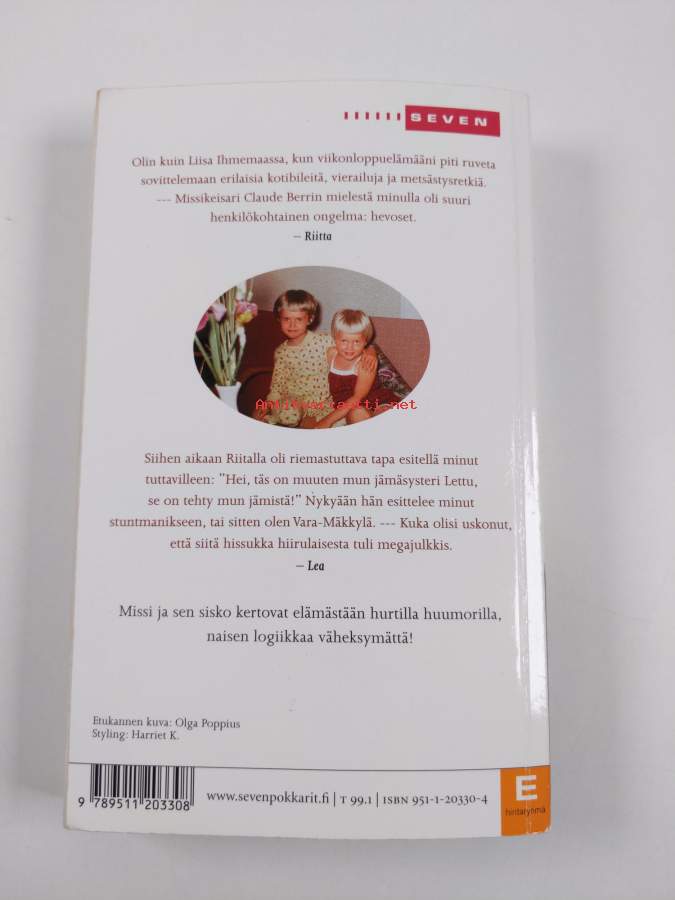 SEVEN
Olin kuin Liisa Ihmemaassa, kun viikonloppuelämääni piti ruveta
sovittelemaan erilaisia kotibileitä, vierailuja ja metsästysretkiä.
--- Missikeisari Claude Berrin mielestä minulla oli suuri
henkilökohtainen ongelma: hevoset.
– Riitta
Antikvariaatti.net
Siihen aikaan Riitalla oli riemastuttava tapa esitellä minut
tuttavilleen: "Hei, täs on muuten mun jämäsysteri Lettu,
se on tehty mun jämistä!" Nykyään hän esittelee minut
stuntmanikseen, tai sitten olen Vara-Mäkkylä. --- Kuka olisi uskonut,
että siitä hissukka hiirulaisesta tuli megajulkkis.
– Lea
Missi ja sen sisko kertovat elämästään hurtilla huumorilla,
naisen logiikkaa väheksymättä!
Etukannen kuva: Olga Poppius
Styling: Harriet K.
9 789511 203308
www.sevenpokkarit.fi | T 99.1 | ISBN 951-1-20330-4
E
hintaryhmä